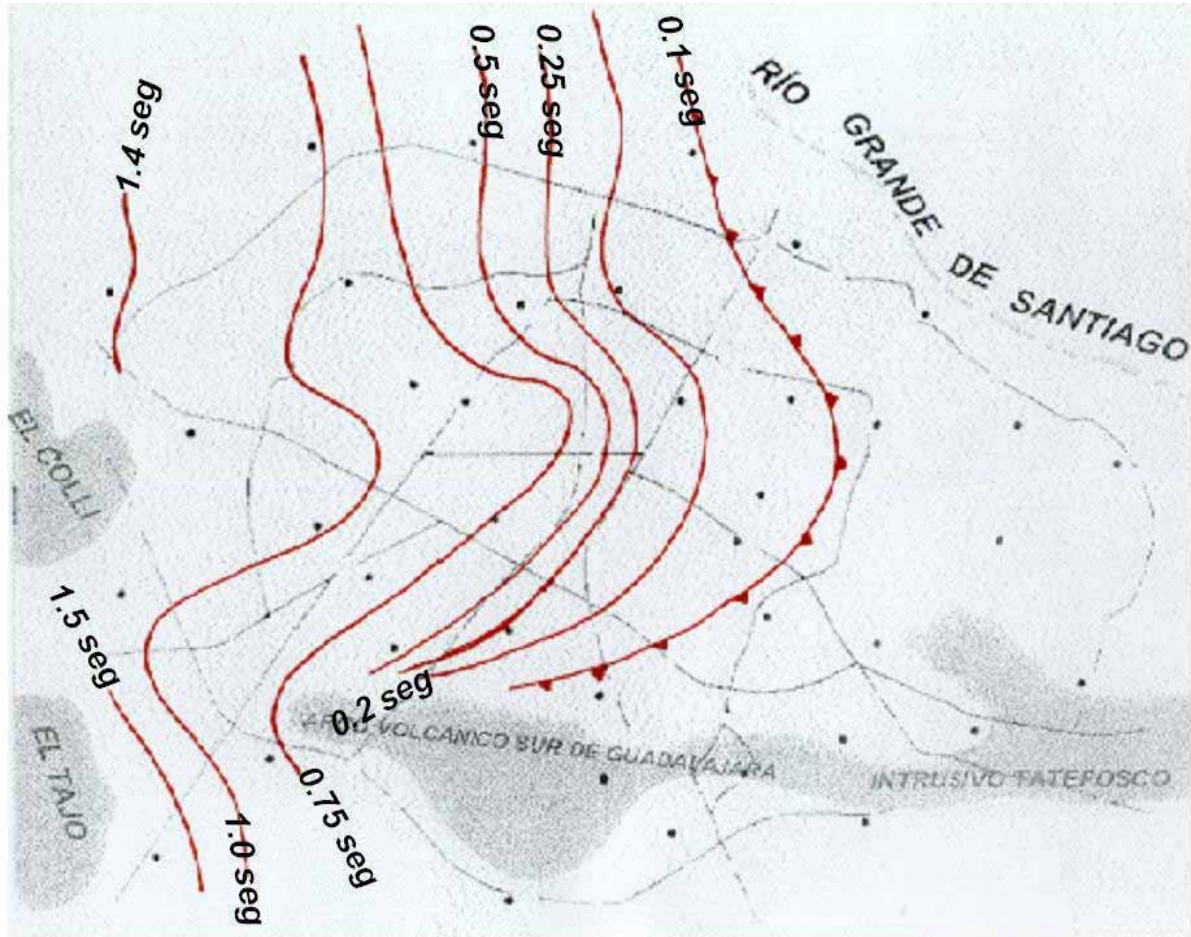 1.4 seg
0.5 seg
0.25 seg
0.1 seg
RÍO GRANDE DE SANTIAGO
EL COLLI
1.5 seg
0.2 seg
VOLCANICO SUR DE GUADALAJARA
INTRUSIVO TATEPOSCO
EL TAJO
1.0 seg
0.75 seg